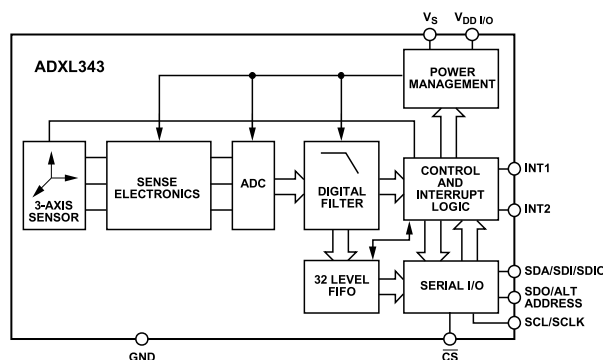 VS
VDD I/O
ADXL343
POWER
MANAGEMENT
3-AXIS
SENSOR
SENSE
ELECTRONICS
ADC
DIGITAL
FILTER
CONTROL
AND
INTERRUPT
LOGIC
INT1
INT2
32 LEVEL
FIFO
SERIAL I/O
SDA/SDI/SDIO
SDO/ALT
ADDRESS
SCL/SCLK
GND
CS